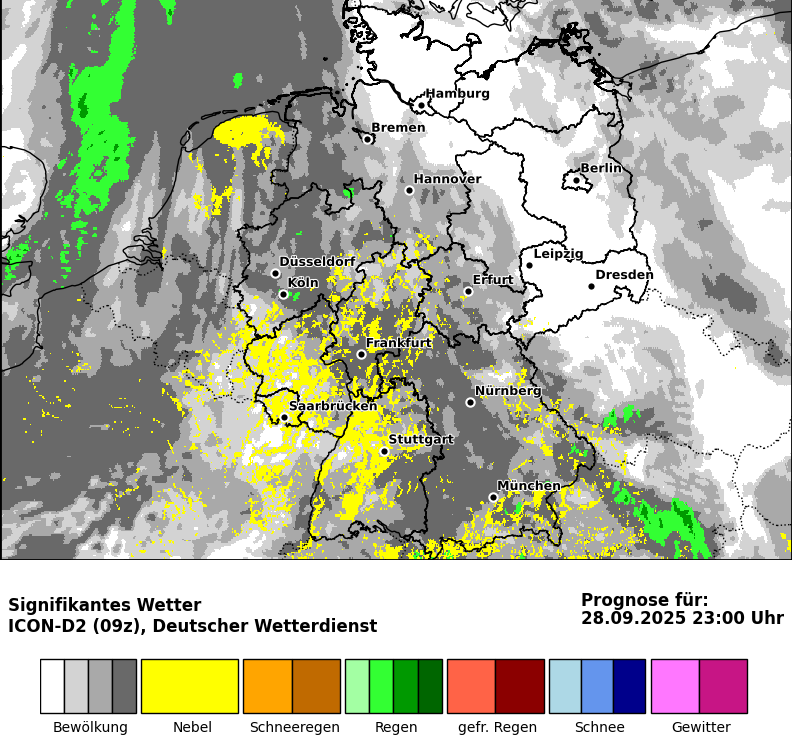 Hamburg
Bremen
Berlin
Hannover
Leipzig
Düsseldorf
Dresden
Köln
Erfurt
Frankfurt
Nürnberg
Saarbrücken
Stuttgart
München
Signifikantes Wetter
ICON-D2 (09z), Deutscher Wetterdienst
Prognose für:
28.09.2025 23:00 Uhr
Bewölkung
Nebel
Schneeregen
Regen
gefr. Regen
Schnee
Gewitter